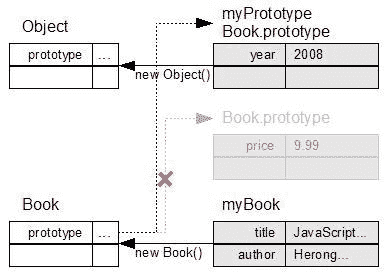 Object
prototype ...
myPrototype
Book.prototype
year 2008
new Object()
Book.prototype
price 9.99
Book
prototype ...
myBook
title JavaScript...
author Herong...
new Book()